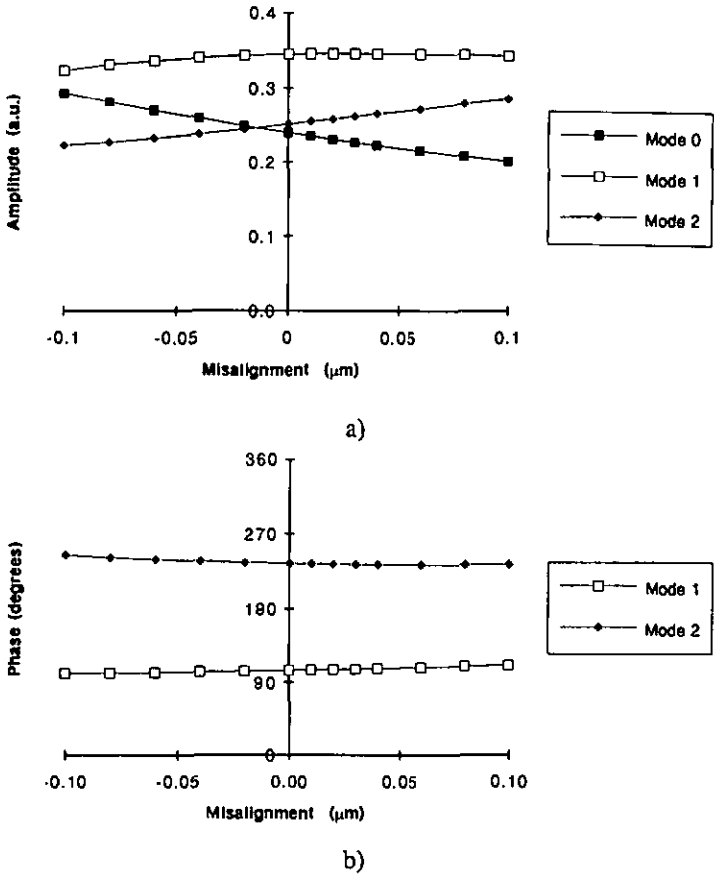 0.4
0.3
0.2
0.1
0.0
Amplitude (a.u.)
-0.1
-0.05
0
0.05
0.1
Misalignment (μm)
Mode 0
Mode 1
Mode 2
a)
360
270
180
90
0
Phase (degrees)
-0.10
-0.05
0.00
0.05
0.10
Misalignment (μm)
Mode 1
Mode 2
b)